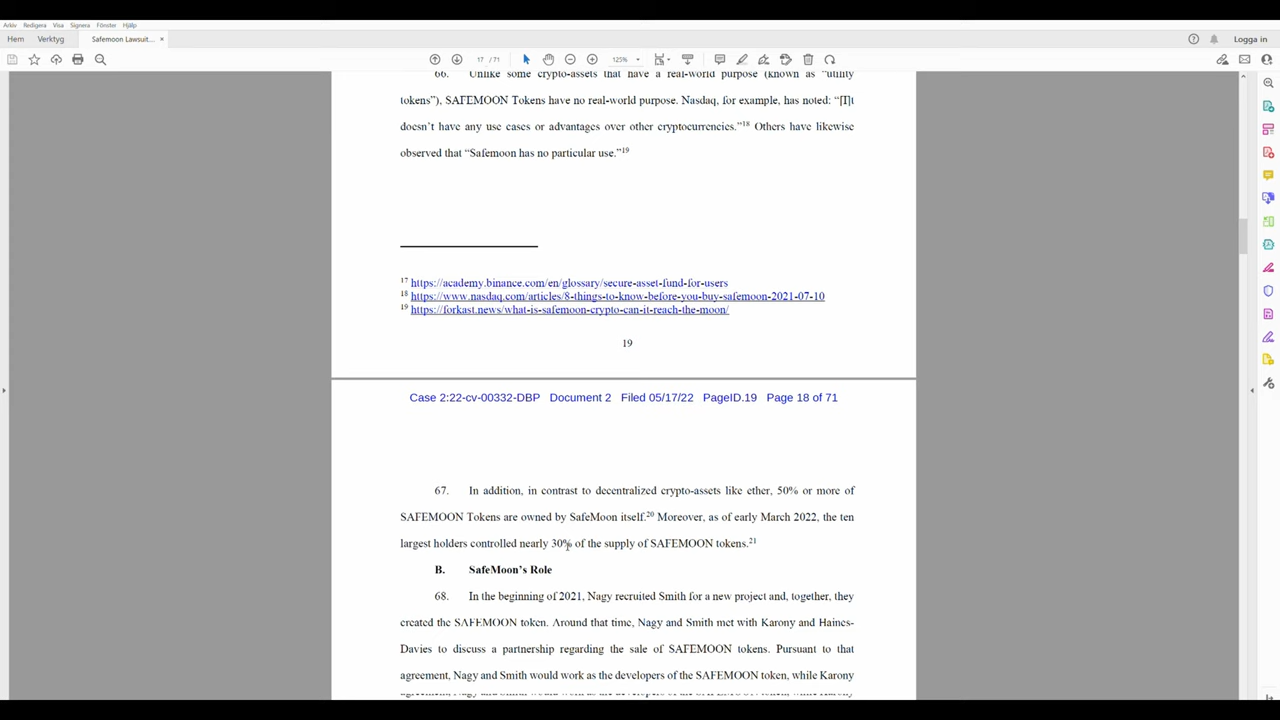 Arkiv Redigera Visa Signera Fönster Hjälp
Hem Verktyg Safemoon Lawsuit... × Logga in
17 / 71 125%
66. Unlike some crypto-assets that have a real-world purpose (known as “utility
tokens”), SAFEMOON Tokens have no real-world purpose. Nasdaq, for example, has noted: “[I]t
doesn’t have any use cases or advantages over other cryptocurrencies.”18 Others have likewise
observed that “Safemoon has no particular use.”19
17 https://academy.binance.com/en/glossary/secure-asset-fund-for-users
18 https://www.nasdaq.com/articles/8-things-to-know-before-you-buy-safemoon-2021-07-10
19 https://forkast.news/what-is-safemoon-crypto-can-it-reach-the-moon/
19
Case 2:22-cv-00332-DBP Document 2 Filed 05/17/22 PageID.19 Page 18 of 71
67. In addition, in contrast to decentralized crypto-assets like ether, 50% or more of
SAFEMOON Tokens are owned by SafeMoon itself.20 Moreover, as of early March 2022, the ten
largest holders controlled nearly 30% of the supply of SAFEMOON tokens.21
B. SafeMoon’s Role
68. In the beginning of 2021, Nagy recruited Smith for a new project and, together, they
created the SAFEMOON token. Around that time, Nagy and Smith met with Karony and Haines-
Davies to discuss a partnership regarding the sale of SAFEMOON tokens. Pursuant to that
agreement, Nagy and Smith would work as the developers of the SAFEMOON token, while Karony